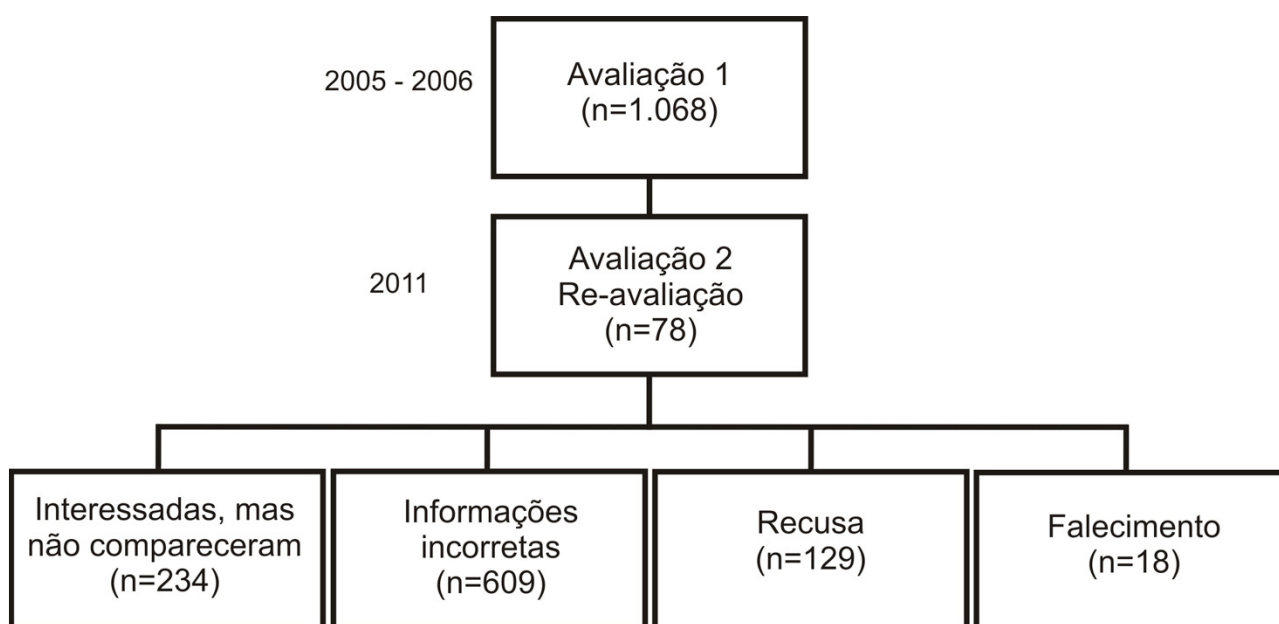 2005 - 2006
Avaliação 1
(n=1.068)
2011
Avaliação 2
Re-avaliação
(n=78)
Interessadas, mas
não compareceram
(n=234)
Informações
incorretas
(n=609)
Recusa
(n=129)
Falecimento
(n=18)